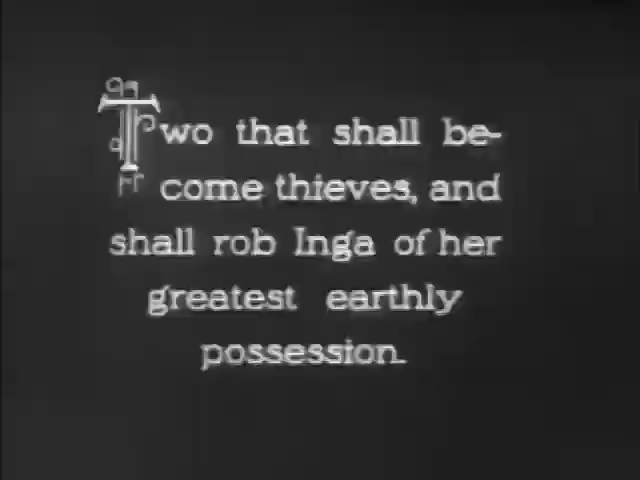 Two that shall be-
come thieves, and
shall rob Inga of her
greatest earthly
possession.